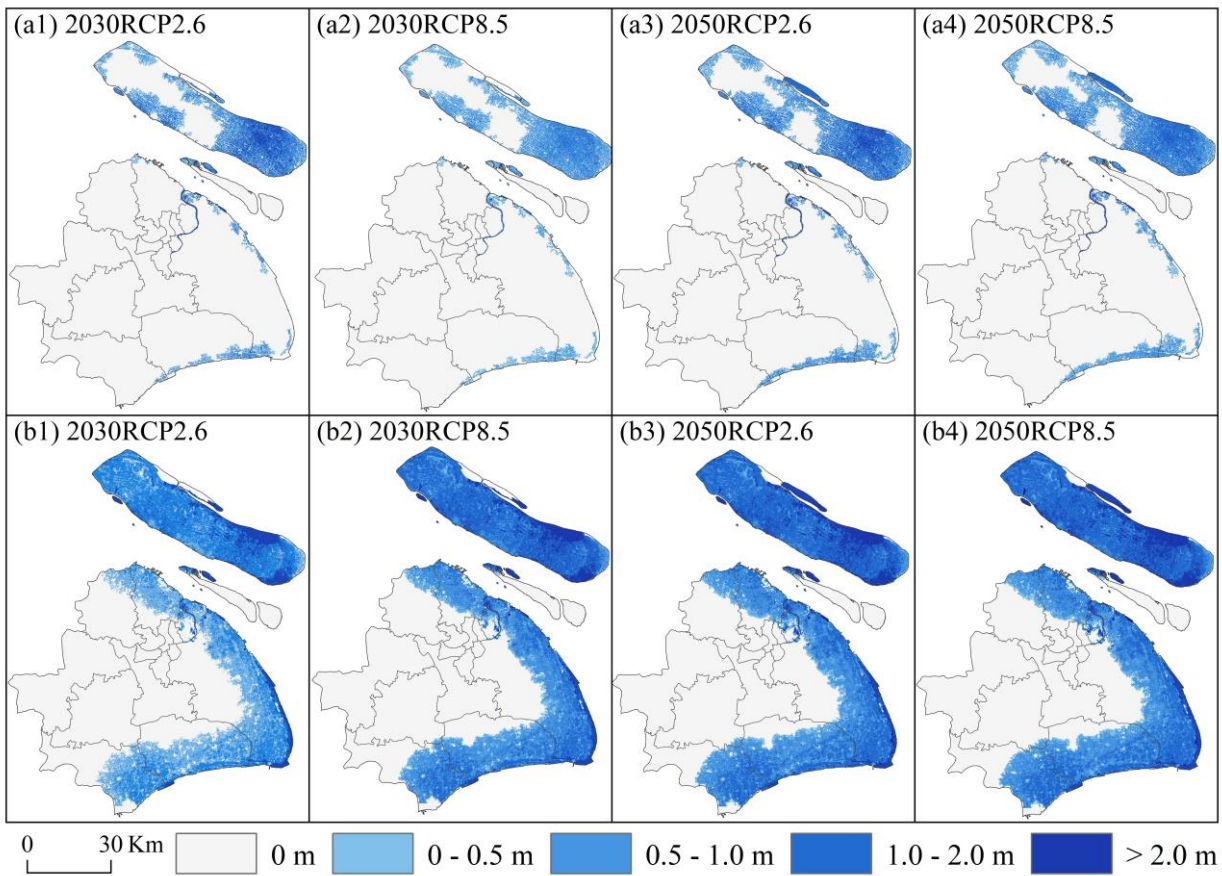 (a1) 2030RCP2.6
(a2) 2030RCP8.5
(a3) 2050RCP2.6
(a4) 2050RCP8.5
(b1) 2030RCP2.6
(b2) 2030RCP8.5
(b3) 2050RCP2.6
(b4) 2050RCP8.5
0 30 Km
0 m
0 - 0.5 m
0.5 - 1.0 m
1.0 - 2.0 m
> 2.0 m